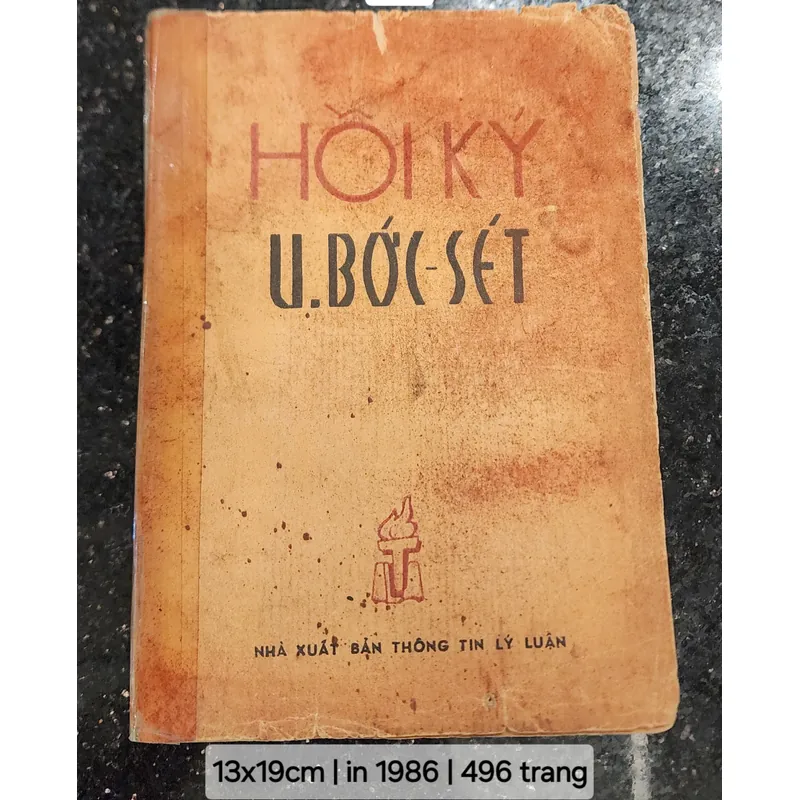 HỒI KÝ
U.BỚC-SÉT
NHÀ XUẤT BẢN THÔNG TIN LÝ LUẬN
13x19cm | in 1986 | 496 trang